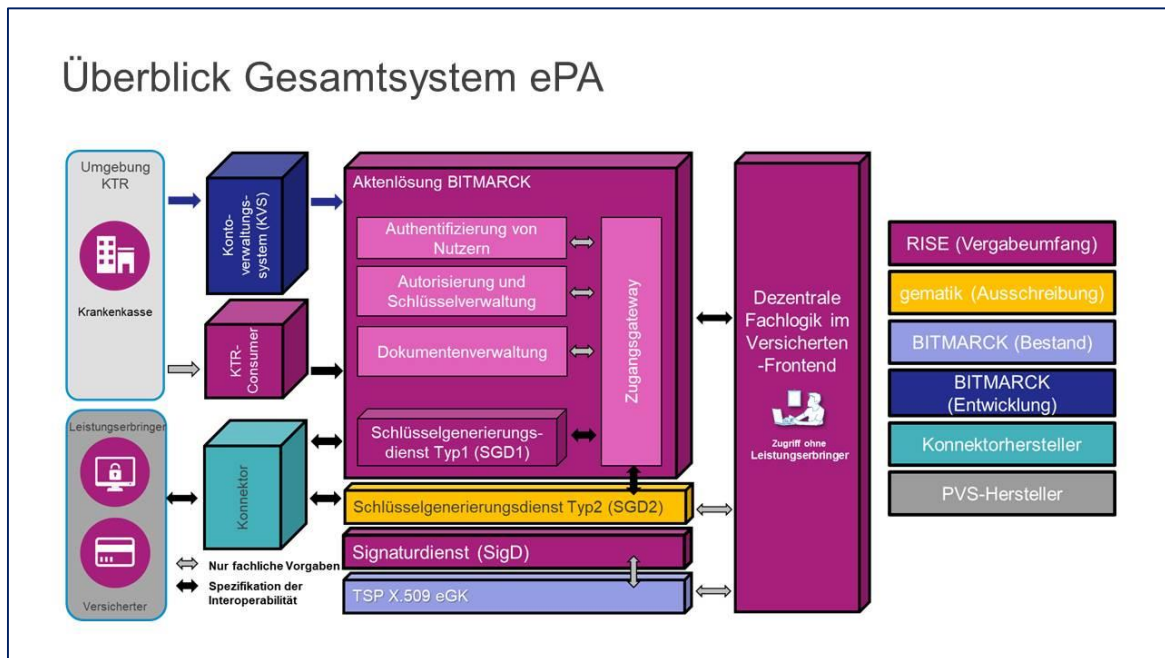 Überblick Gesamtsystem ePA
Umgebung
KTR
Krankenkasse
Konto-
verwaltungs-
system (KVS)
KTR-
Consumer
Aktenlösung BITMARCK
Authentifizierung von
Nutzern
Autorisierung und
Schlüsselverwaltung
Dokumentenverwaltung
Schlüsselgenerierungs-
dienst Typ1 (SGD1)
Zugangsgateway
Dezentrale
Fachlogik im
Versicherten
-Frontend
Zugriff ohne
Leistungserbringer
RISE (Vergabeumfang)
gematik (Ausschreibung)
BITMARCK (Bestand)
BITMARCK
(Entwicklung)
Konnektorhersteller
PVS-Hersteller
Leistungserbringer
Versicherter
Konnektor
Schlüsselgenerierungsdienst Typ2 (SGD2)
Signaturdienst (SigD)
TSP X.509 eGK
Nur fachliche Vorgaben
Spezifikation der
Interoperabilität